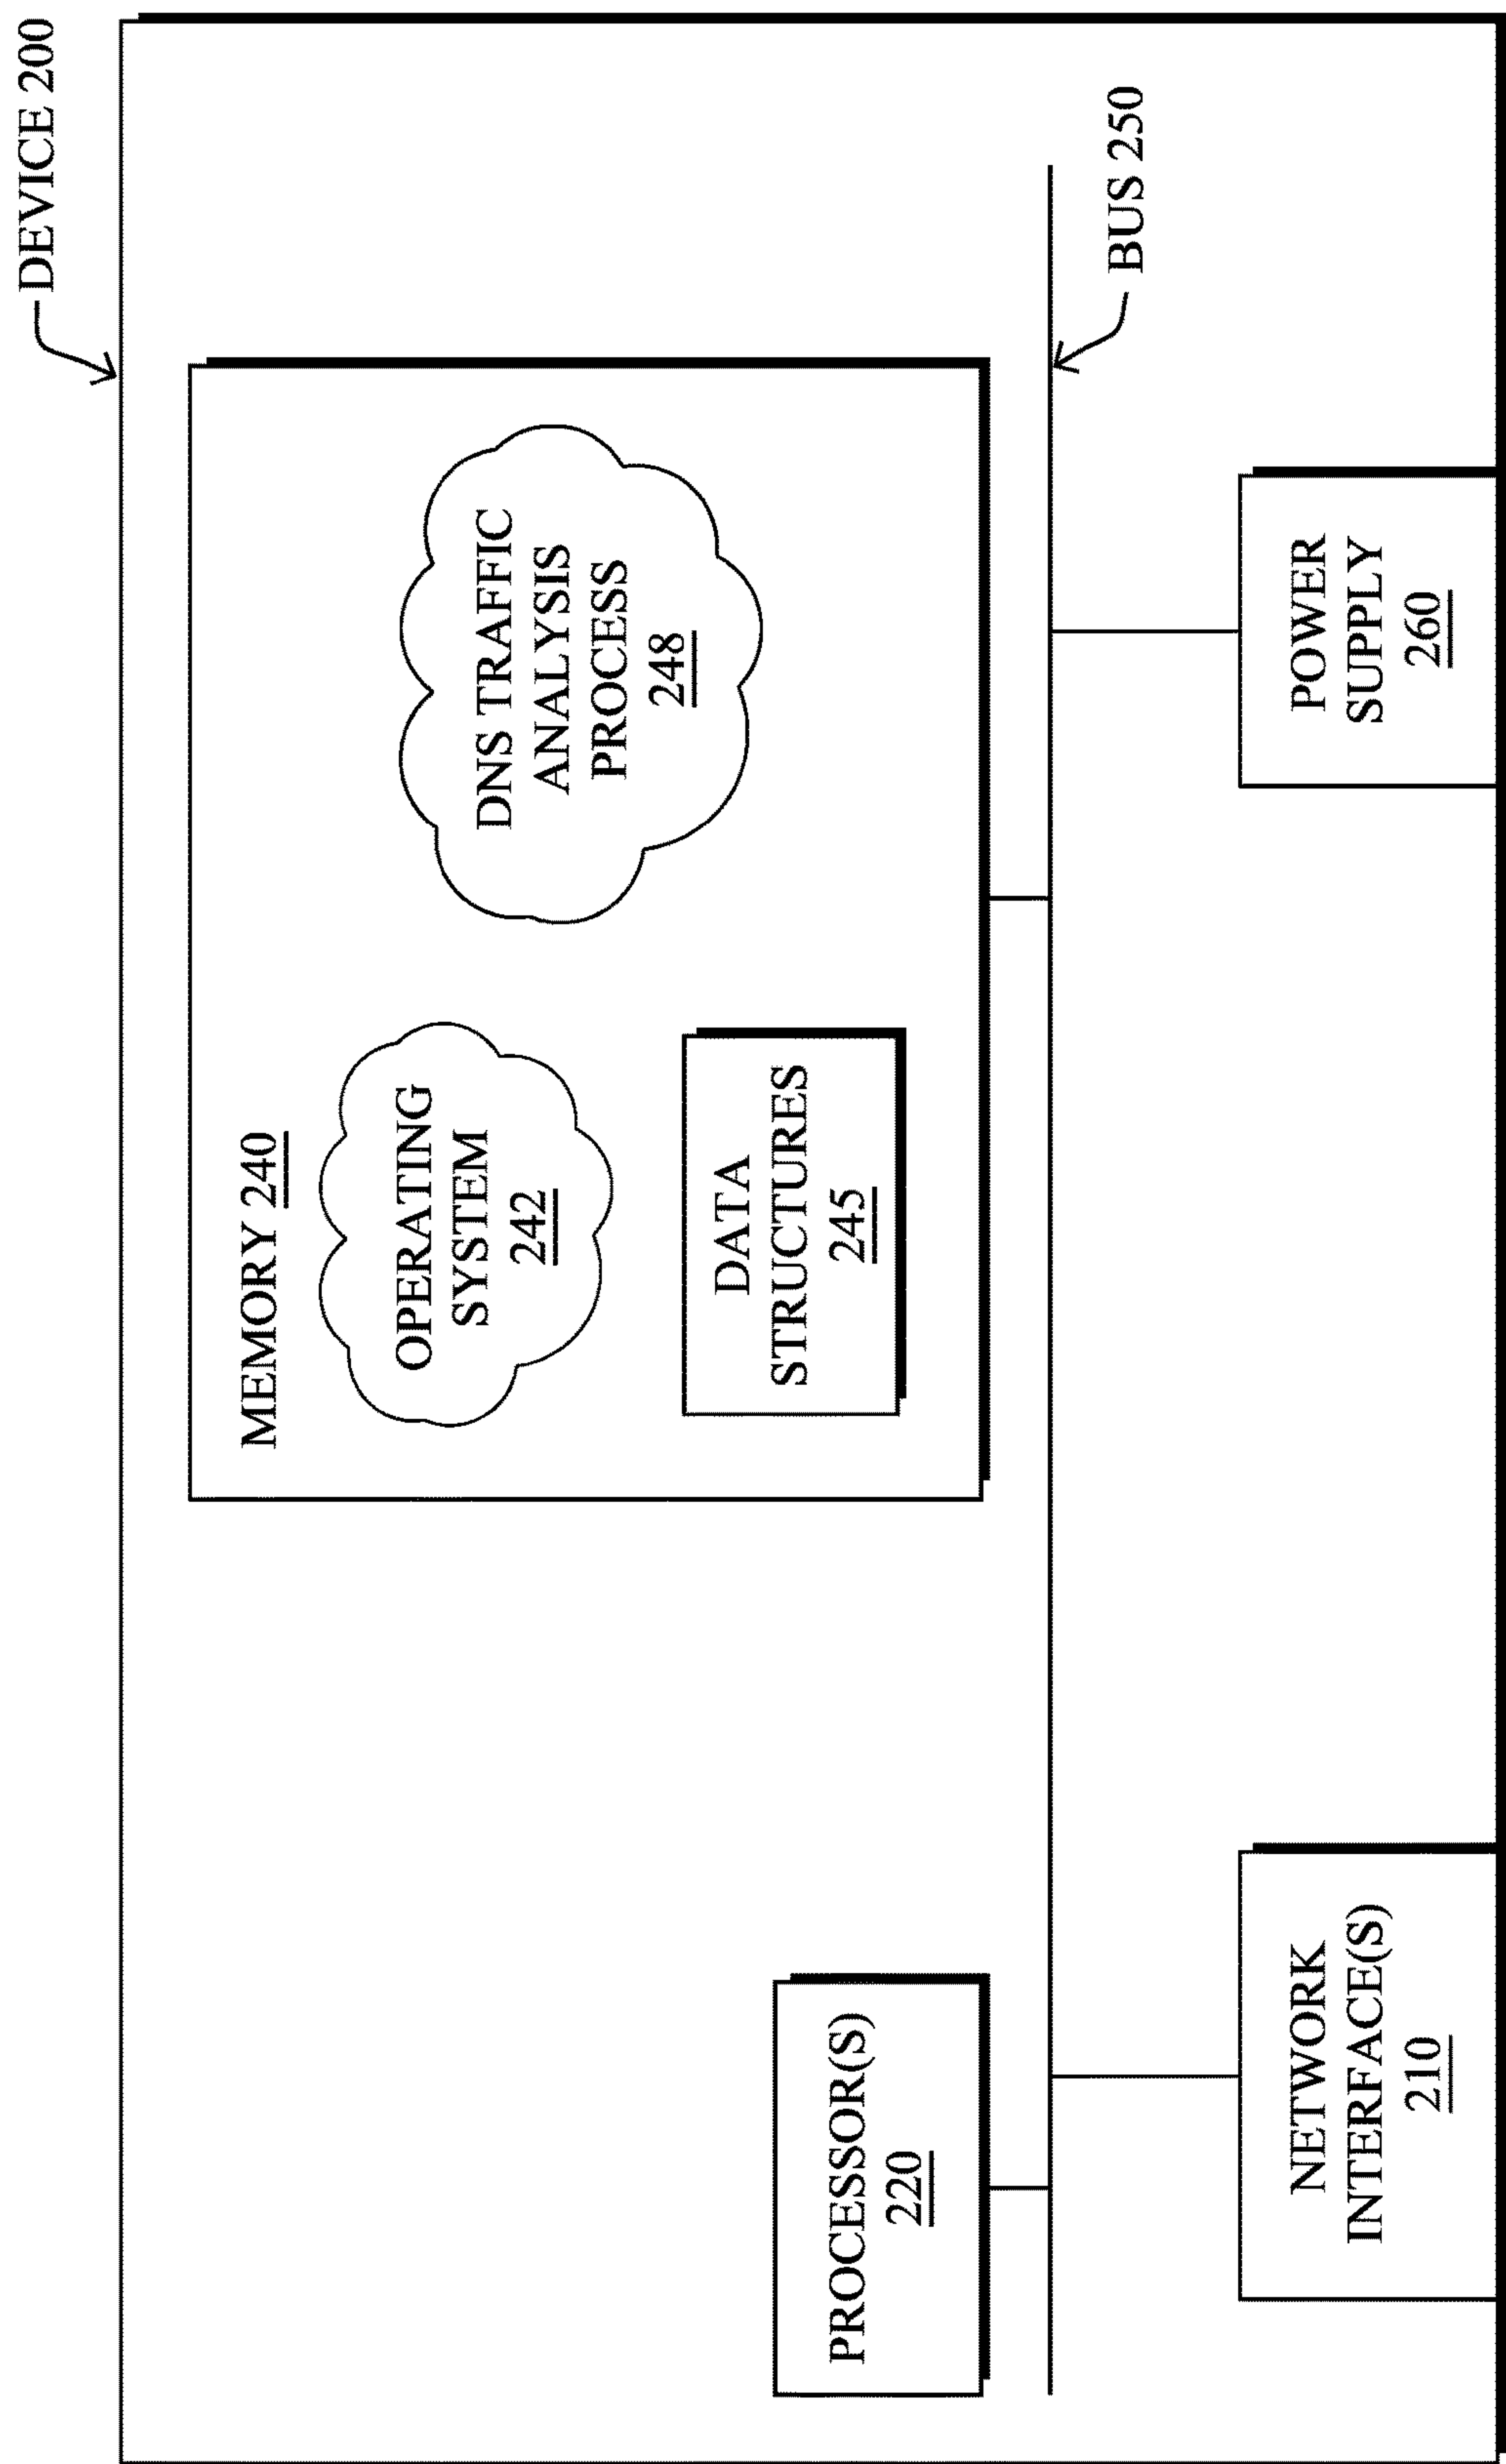 DEVICE 200
MEMORY 240
OPERATING
SYSTEM
242
DATA
STRUCTURES
245
DNS TRAFFIC
ANALYSIS
PROCESS
248
PROCESSOR(S)
220
BUS 250
NETWORK
INTERFACE(S)
210
POWER
SUPPLY
260